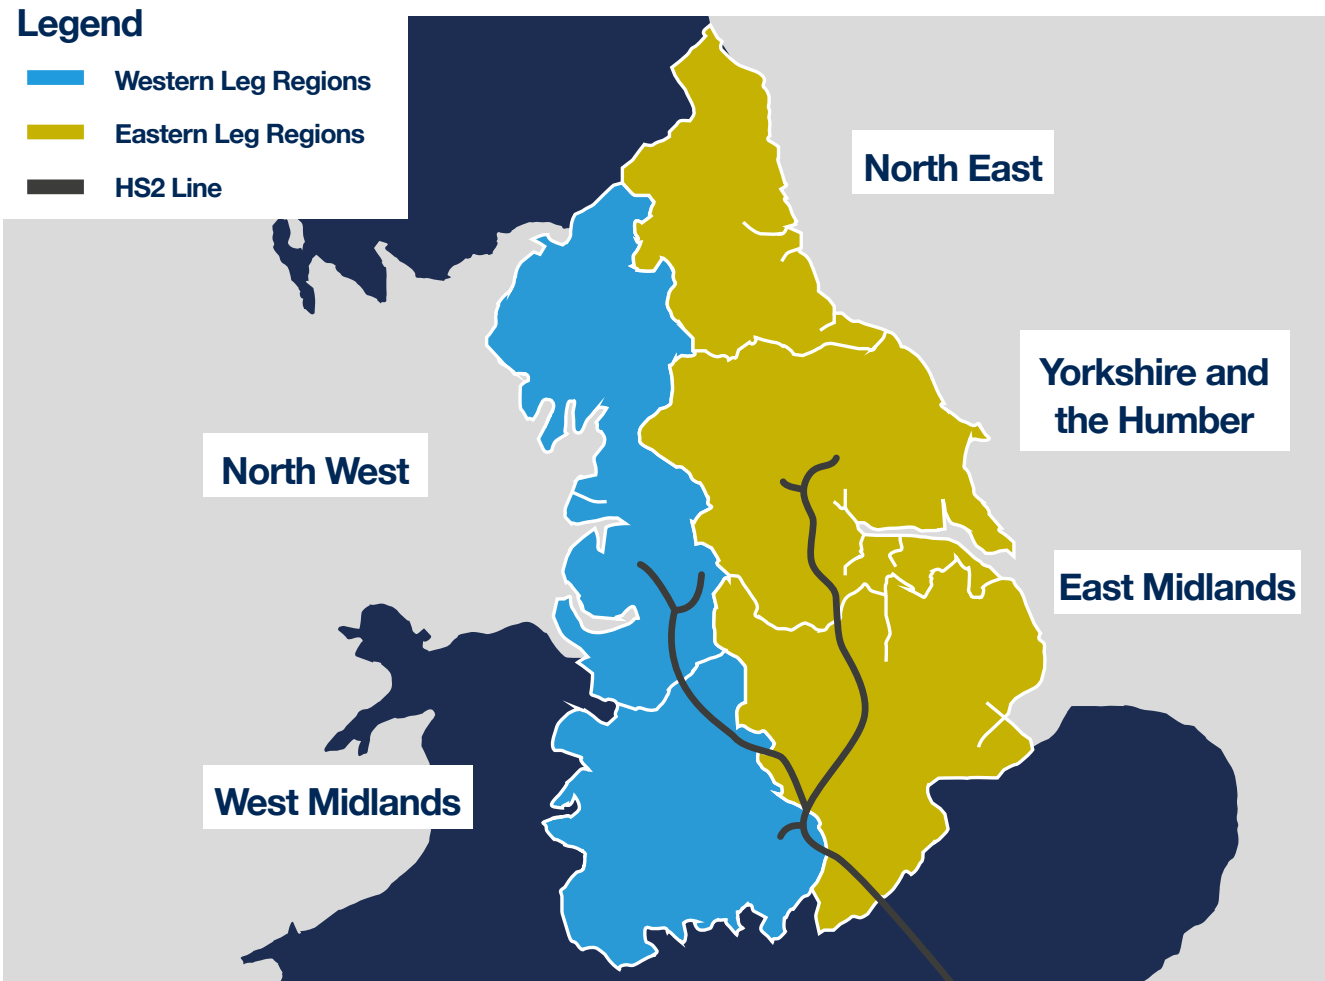 Legend
Western Leg Regions
Eastern Leg Regions
HS2 Line
North East
Yorkshire and
the Humber
North West
East Midlands
West Midlands